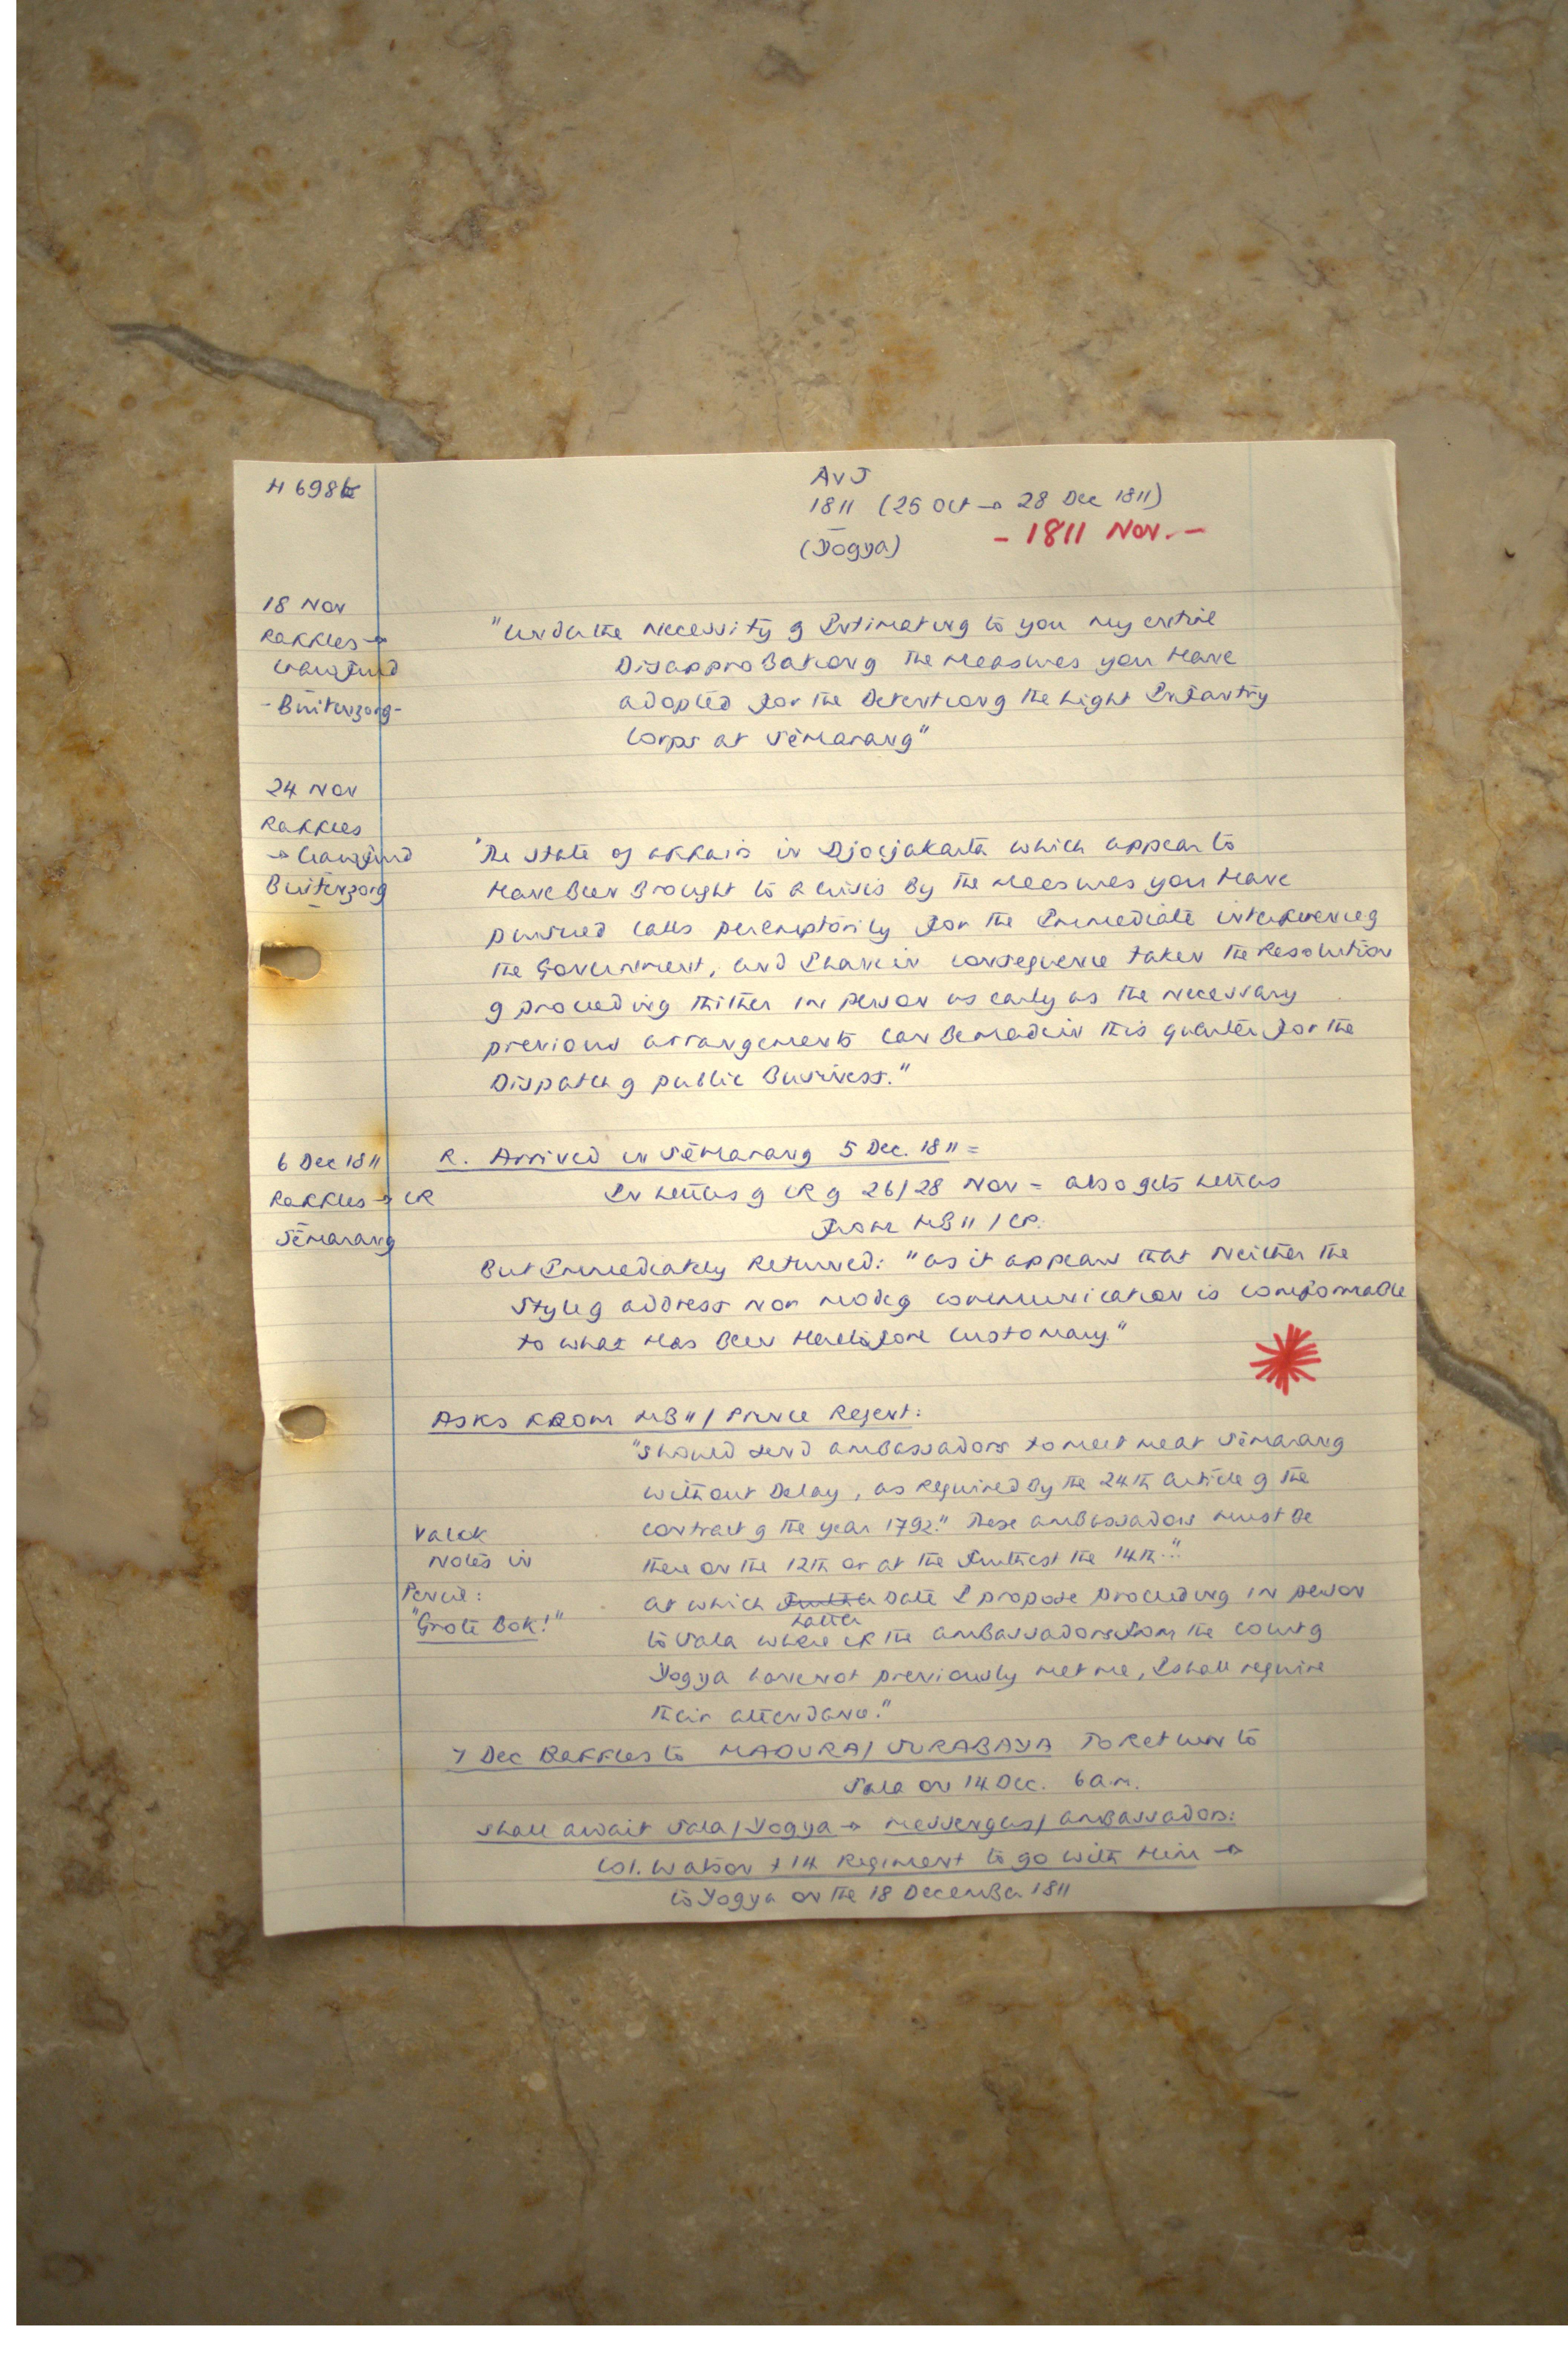 H 698
AvJ
1811 (25 Oct → 28 Dec 1811)
(Yogya)
- 1811 Nov. -
18 Nov
Raffles →
Crawfurd
- Buitenzorg -
"Under the Necessity of Intimating to you my entire
Disapprobation of the Measures you Have
adopted for the Detention of the Light Infantry
Corps at Sĕmarang"
24 Nov
Raffles
→ Crawfurd
Buitenzorg
"The state of affairs in Djocjakarta which appear to
Have Been Brought to a crisis By the Measures you Have
pursued calls peremptorily for the Immediate interference of
the Government, and I have in consequence taken the Resolution
of proceeding thither in person as early as the necessary
previous arrangements can Be made in this quarter for the
Dispatch of public Business."
6 Dec 1811
Raffles → CR
Sĕmarang
R. Arrived in Sĕmarang 5 Dec. 1811 =
In Letters of CR of 26/28 Nov = also gets Letters
From HB II / CP.
But Immediately Returned: "as it appears that Neither the
Style of address nor mode of communication is conformable
to what Has Been Heretofore Customary."
Asks FROM HB II / Prince Regent:
"should send ambassadors to meet me at Sĕmarang
without Delay, as Required By the 24th article of the
contract of the year 1792." These ambassadors must Be
there on the 12th or at the Furthest the 14th..."
Valck
Notes in
Pencil:
"Grote Bok!"
at which Latter Date I propose proceeding in person
to Sala where if the ambassadors from the court of
Yogya have not previously met me, I shall require
their attendance."
7 Dec Raffles to MADURA / SURABAYA To Return to
Sala on 14 Dec. 6 a.m.
shall await Sala / Yogya → messengers / ambassadors:
Col. Watson + 14 Regiment to go with Him →
to Yogya on the 18 December 1811